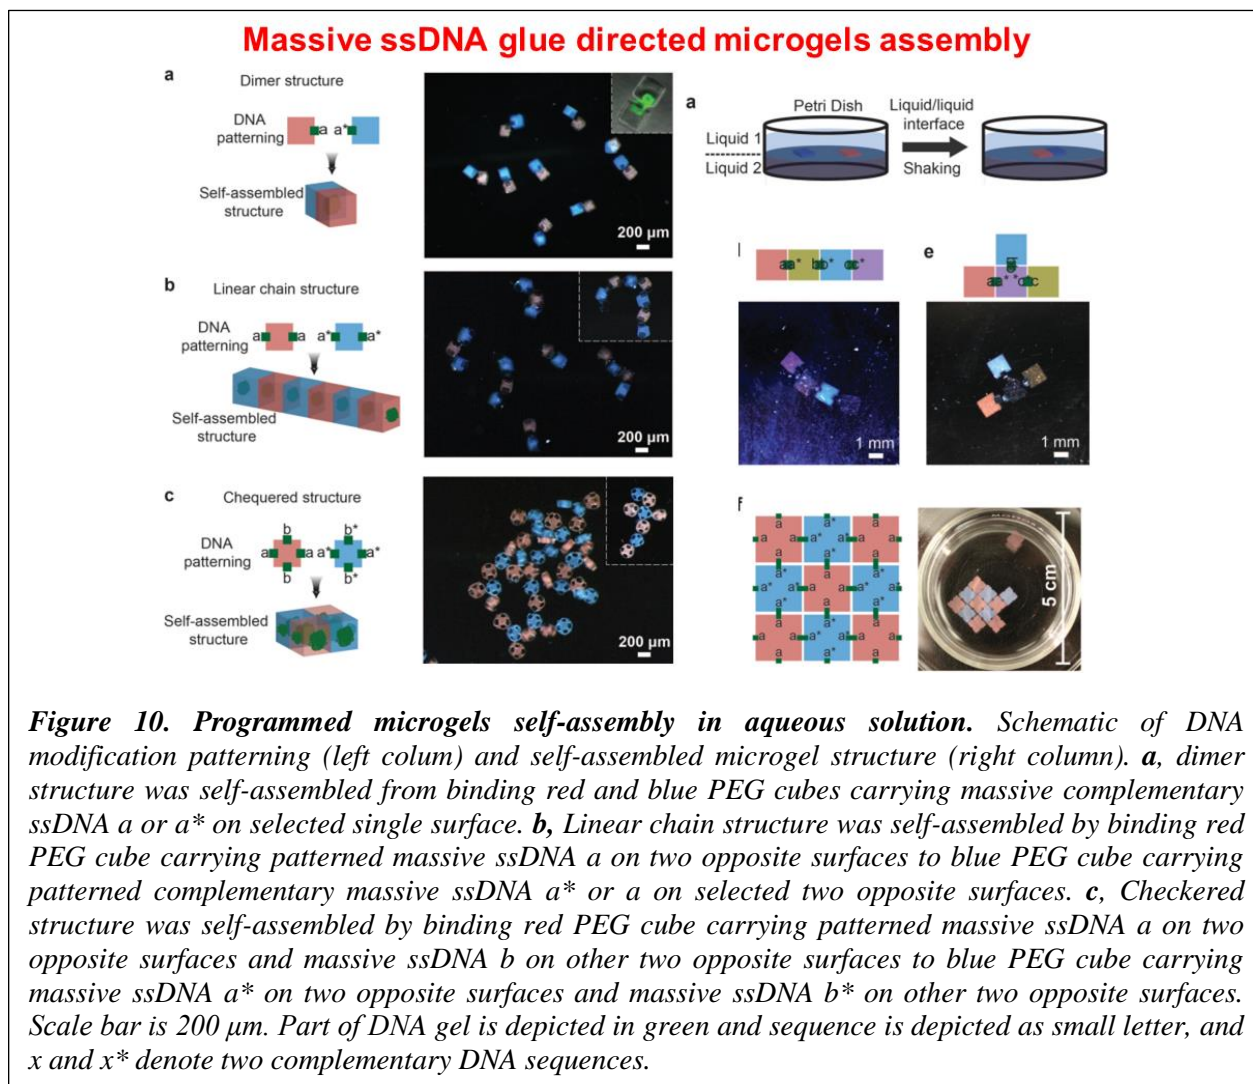 Massive ssDNA glue directed microgels assembly
a
Dimer structure
DNA
patterning
a a*
Self-assembled
structure
200 µm
b
Linear chain structure
DNA
patterning
a a a* a*
Self-assembled
structure
200 µm
c
Chequered structure
b b*
DNA
patterning
a a a* a*
b b*
Self-assembled
structure
200 µm
a
Petri Dish
Liquid/liquid
interface
Liquid 1
Liquid 2
Shaking
aa* bb* cc*
1 mm
e
aa* *c
1 mm
f
a a* a
a a a* a* a a
a a* a
a* a a*
a* a* a a a* a*
a* a a*
a a* a
a a a* a* a a
a a* a
5 cm
Figure 10. Programmed microgels self-assembly in aqueous solution. Schematic of DNA
modification patterning (left colum) and self-assembled microgel structure (right column). a, dimer
structure was self-assembled from binding red and blue PEG cubes carrying massive complementary
ssDNA a or a* on selected single surface. b, Linear chain structure was self-assembled by binding red
PEG cube carrying patterned massive ssDNA a on two opposite surfaces to blue PEG cube carrying
patterned complementary massive ssDNA a* or a on selected two opposite surfaces. c, Checkered
structure was self-assembled by binding red PEG cube carrying patterned massive ssDNA a on two
opposite surfaces and massive ssDNA b on other two opposite surfaces to blue PEG cube carrying
massive ssDNA a* on two opposite surfaces and massive ssDNA b* on other two opposite surfaces.
Scale bar is 200 µm. Part of DNA gel is depicted in green and sequence is depicted as small letter, and
x and x* denote two complementary DNA sequences.